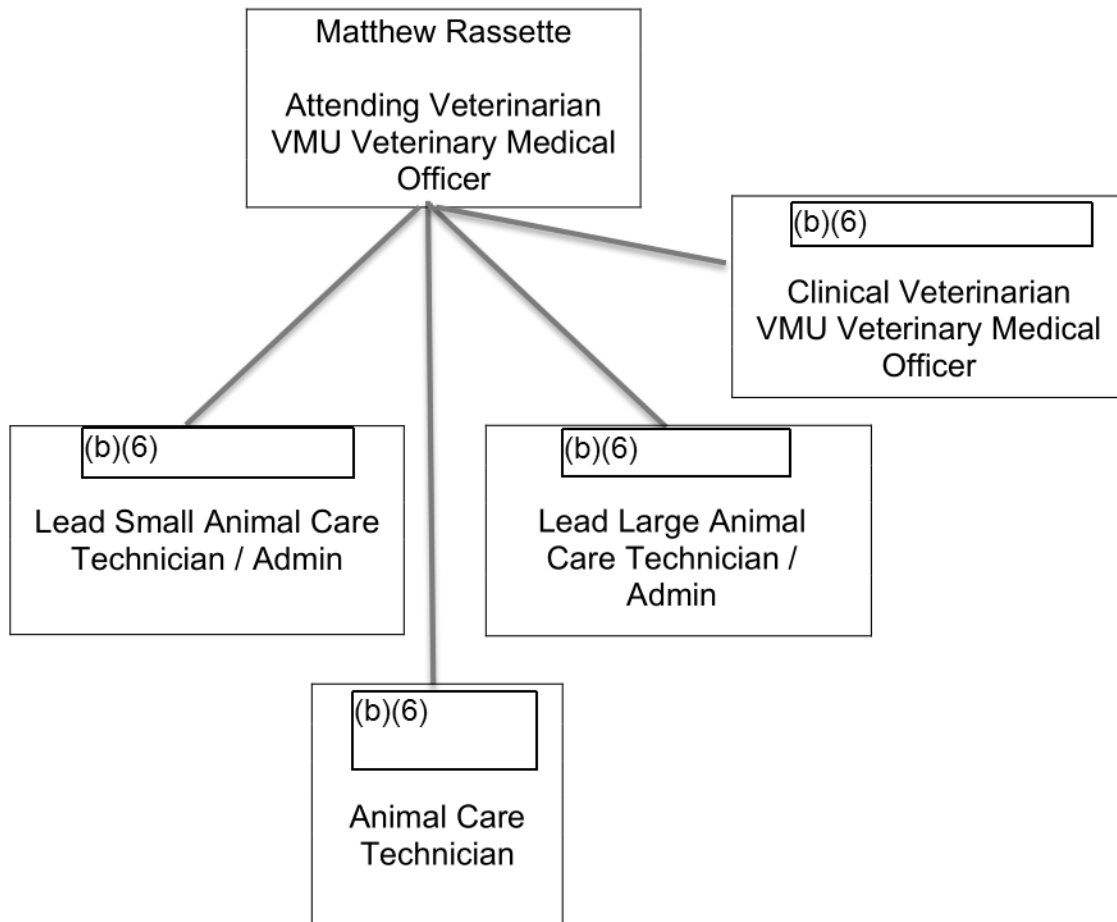 Matthew Rassette
Attending Veterinarian
VMU Veterinary Medical
Officer
(b)(6)
Clinical Veterinarian
VMU Veterinary Medical
Officer
(b)(6)
Lead Small Animal Care
Technician / Admin
(b)(6)
Lead Large Animal
Care Technician /
Admin
(b)(6)
Animal Care
Technician